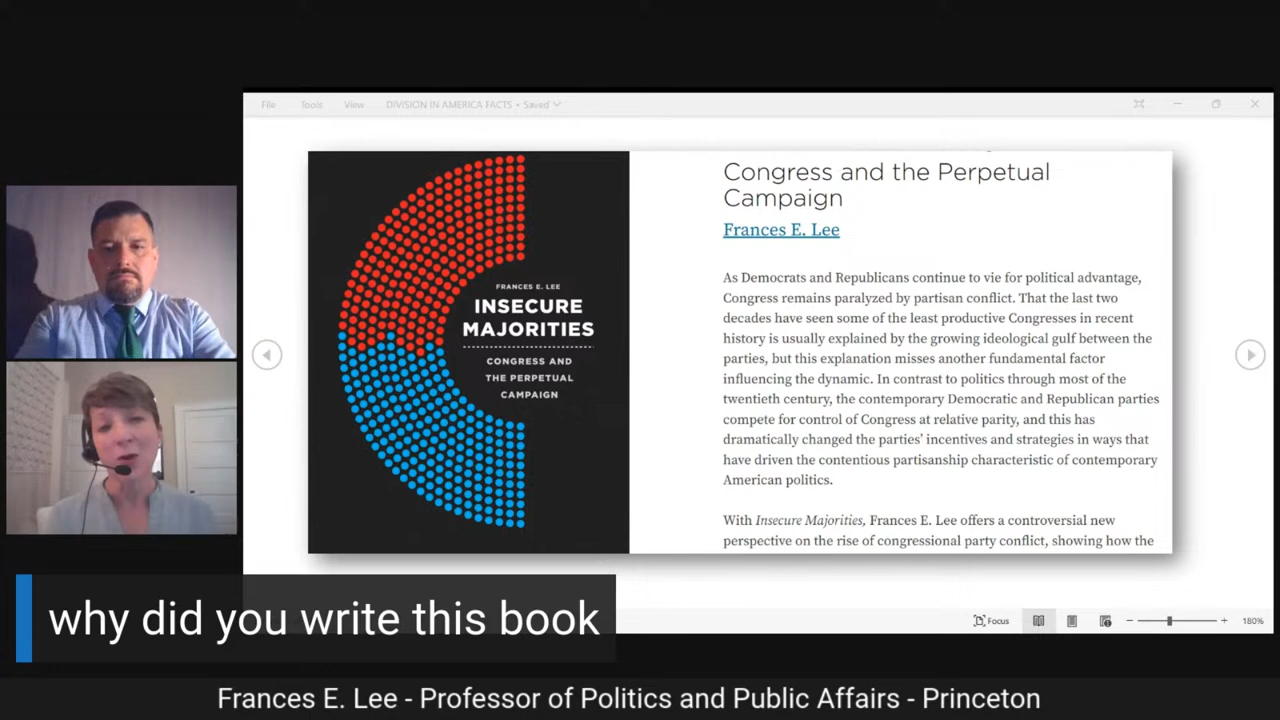 File Tools View DIVISION IN AMERICA FACTS • Saved
FRANCES E. LEE
INSECURE
MAJORITIES
CONGRESS AND
THE PERPETUAL
CAMPAIGN
Congress and the Perpetual
Campaign
Frances E. Lee
As Democrats and Republicans continue to vie for political advantage,
Congress remains paralyzed by partisan conflict. That the last two
decades have seen some of the least productive Congresses in recent
history is usually explained by the growing ideological gulf between the
parties, but this explanation misses another fundamental factor
influencing the dynamic. In contrast to politics through most of the
twentieth century, the contemporary Democratic and Republican parties
compete for control of Congress at relative parity, and this has
dramatically changed the parties’ incentives and strategies in ways that
have driven the contentious partisanship characteristic of contemporary
American politics.
With Insecure Majorities, Frances E. Lee offers a controversial new
perspective on the rise of congressional party conflict, showing how the
Focus
180%
why did you write this book
Frances E. Lee - Professor of Politics and Public Affairs - Princeton